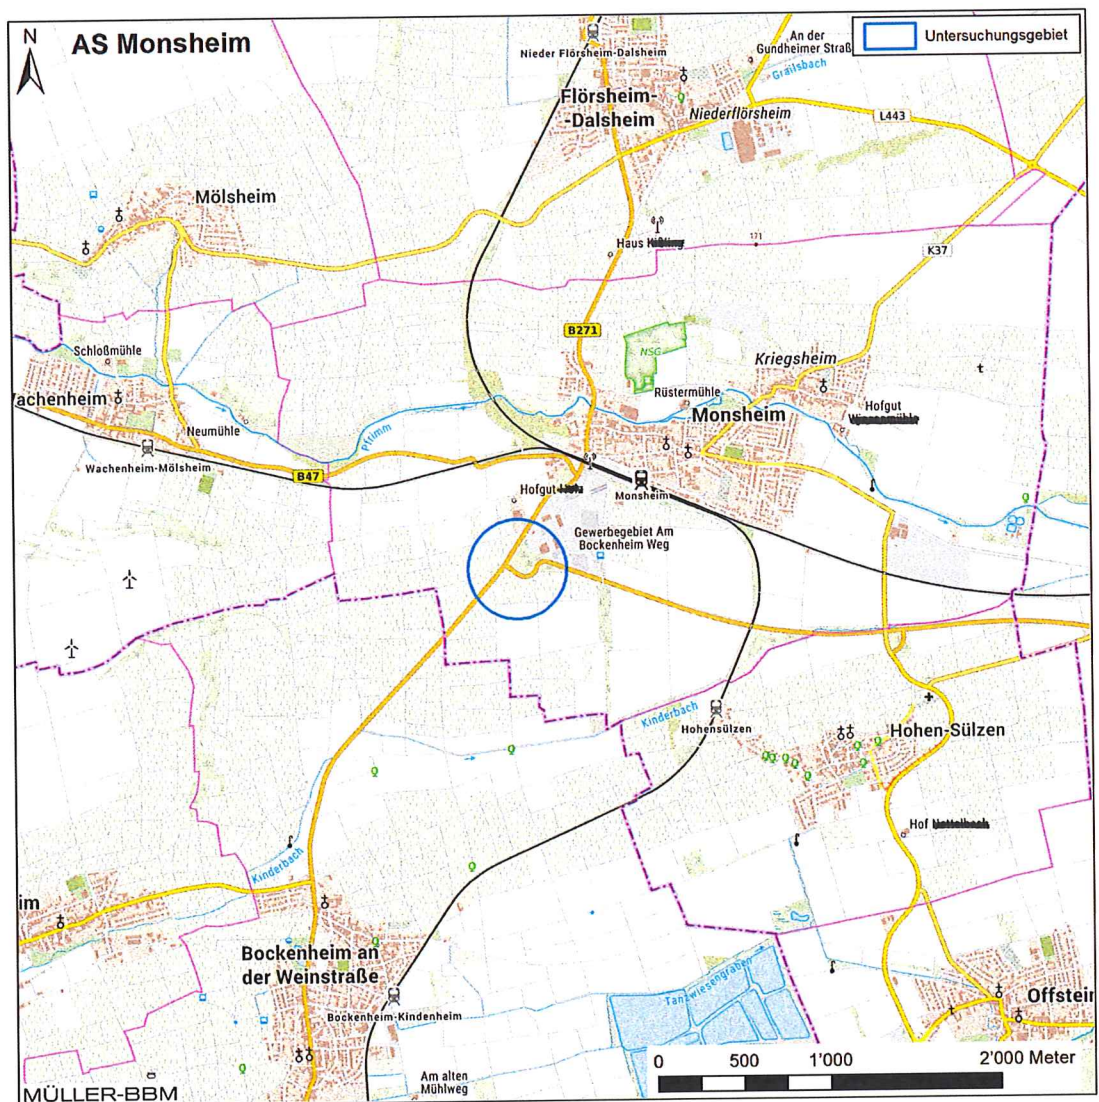 N
AS Monsheim
Untersuchungsgebiet
Nieder Flörsheim-Dalsheim
An der
Gundheimer Straß
Grailsbach
Flörsheim-
-Dalsheim
Niederflörsheim
L443
Mölsheim
Haus
171
K37
B271
NSG
Schloßmühle
Kriegsheim
Rüstermühle
Wachenheim
Hofgut
Monsheim
Pfrimm
Neumühle
Wachenheim-Mölsheim
B47
Hofgut
Monsheim
Gewerbegebiet Am
Bockenheim Weg
Kinderbach
Hohensülzen
Hohen-Sülzen
Hof
Kinderbach
im
Bockenheim an
der Weinstraße
Tanzwiesengraben
Offstein
Bockenheim-Kindenheim
Am alten
Mühlweg
0 500 1'000 2'000 Meter
MÜLLER-BBM